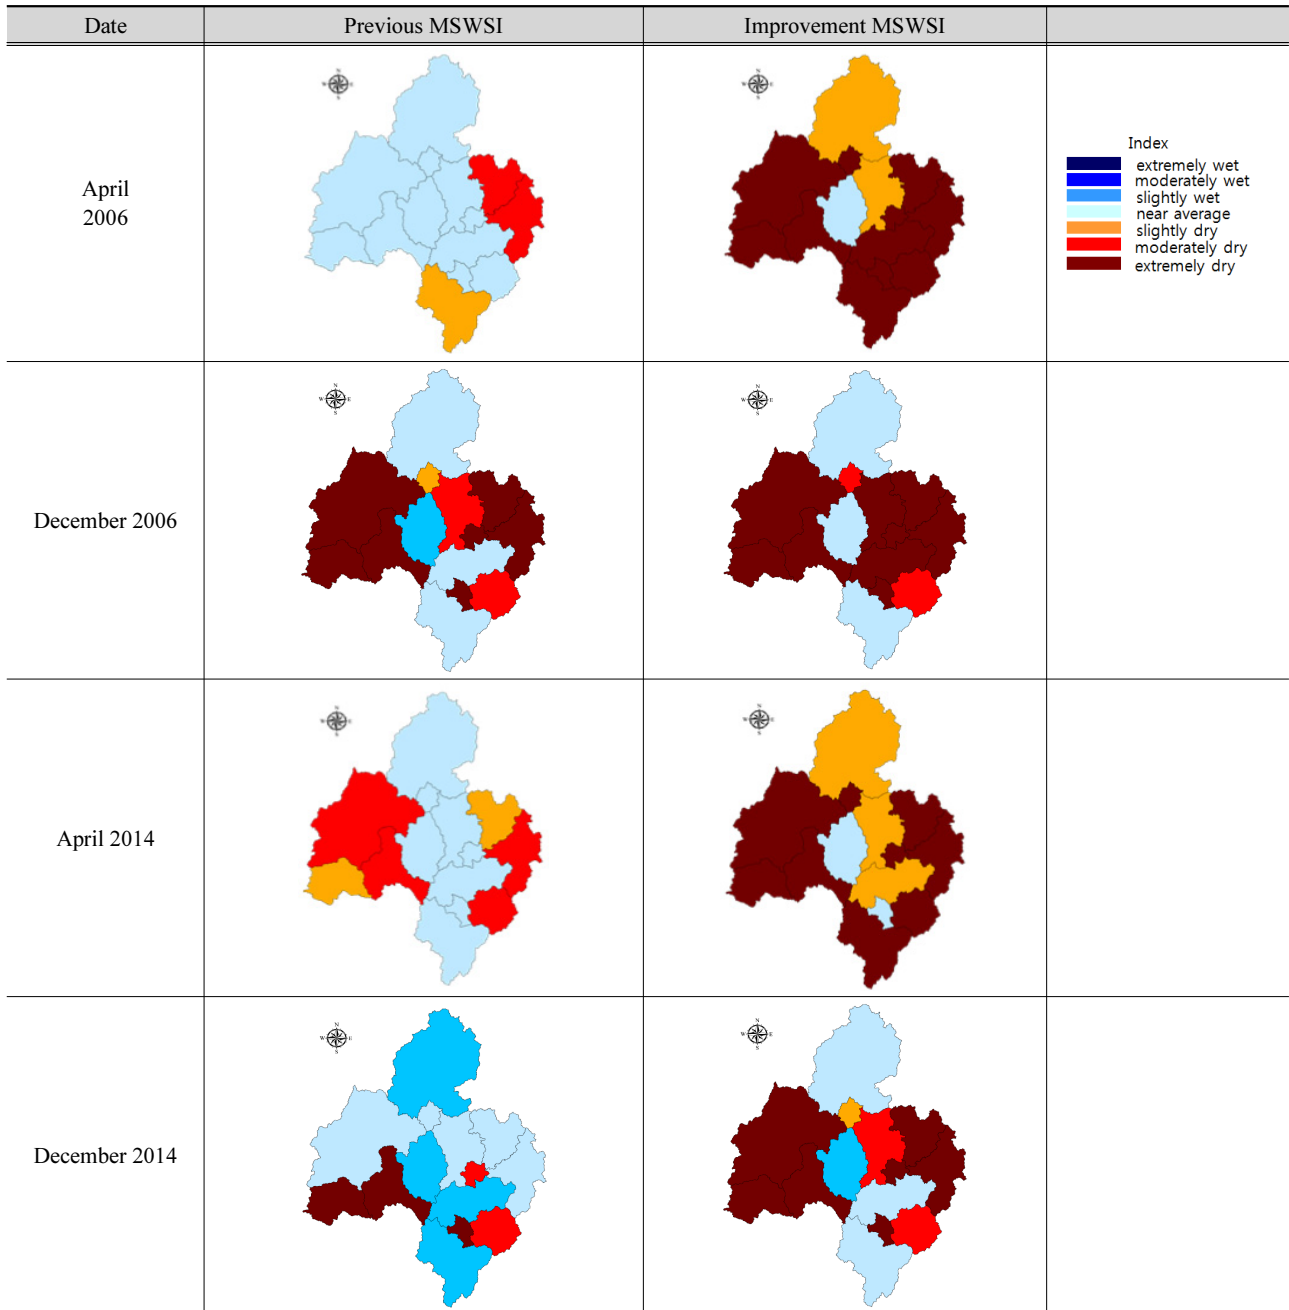 Date Previous MSWSI Improvement MSWSI
April
2006
N
W E
S
N
W E
S
Index
extremely wet
moderately wet
slightly wet
near average
slightly dry
moderately dry
extremely dry
December 2006
N
W E
S
N
W E
S
April 2014
N
W E
S
N
W E
S
December 2014
N
W E
S
N
W E
S